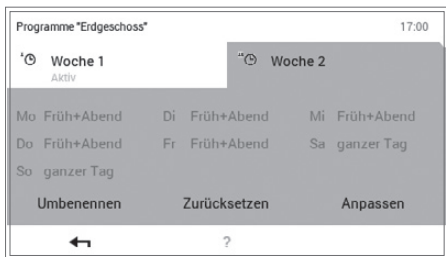 Programme "Erdgeschoss" 17:00
Woche 1 Woche 2
Aktiv
Mo Früh+Abend Di Früh+Abend Mi Früh+Abend
Do Früh+Abend Fr Früh+Abend Sa ganzer Tag
So ganzer Tag
Umbenennen Zurücksetzen Anpassen
?